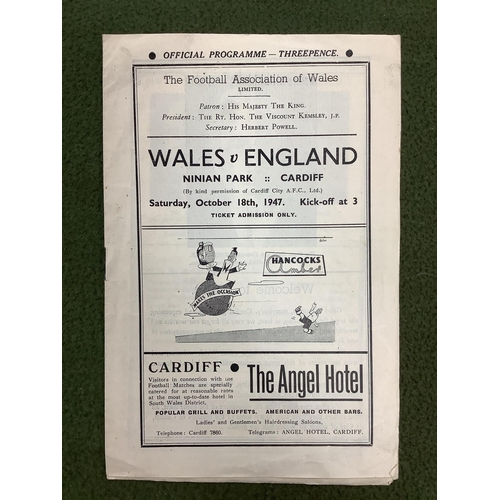 OFFICIAL PROGRAMME — THREEPENCE.
The Football Association of Wales
LIMITED.
Patron: HIS MAJESTY THE KING.
President: THE RT. HON. THE VISCOUNT KEMSLEY, J.P.
Secretary: HERBERT POWELL.
WALES v ENGLAND
NINIAN PARK :: CARDIFF
(By kind permission of Cardiff City A.F.C., Ltd.)
Saturday, October 18th, 1947. Kick-off at 3
TICKET ADMISSION ONLY.
HANCOCKS
Amber
MAKES THE OCCASION
Welcome
CARDIFF • The Angel Hotel
Visitors in connection with the
Football Matches are specially
catered for at reasonable rates
at the most up-to-date hotel in
South Wales District.
POPULAR GRILL AND BUFFETS. AMERICAN AND OTHER BARS.
Ladies' and Gentlemen's Hairdressing Saloons.
Telephone: Cardiff 7860. Telegrams: ANGEL HOTEL, CARDIFF.